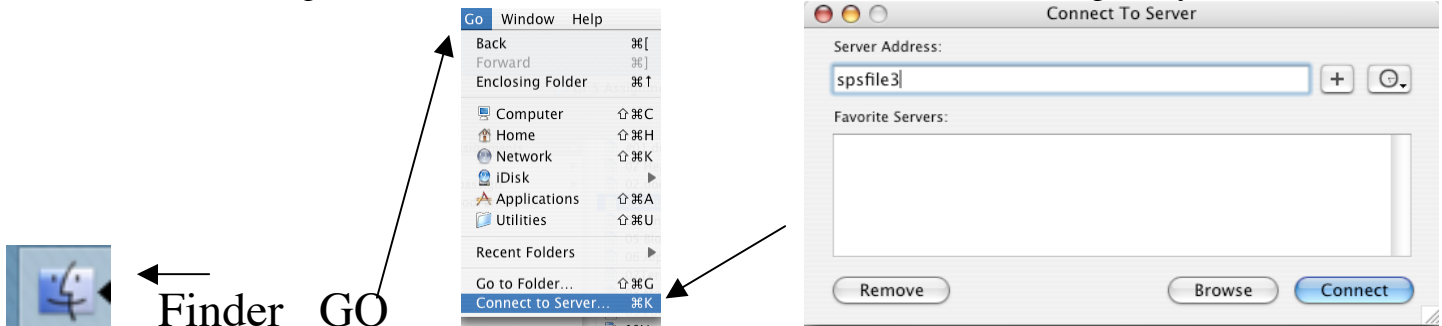 Go Window Help
Back ⌘[
Forward ⌘]
Enclosing Folder ⌘↑
Computer ⇧⌘C
Home ⇧⌘H
Network ⇧⌘K
iDisk
Applications ⇧⌘A
Utilities ⇧⌘U
Recent Folders
Go to Folder... ⇧⌘G
Connect to Server... ⌘K
Connect To Server
Server Address:
spsfile3
Favorite Servers:
Remove Browse Connect
Finder GO